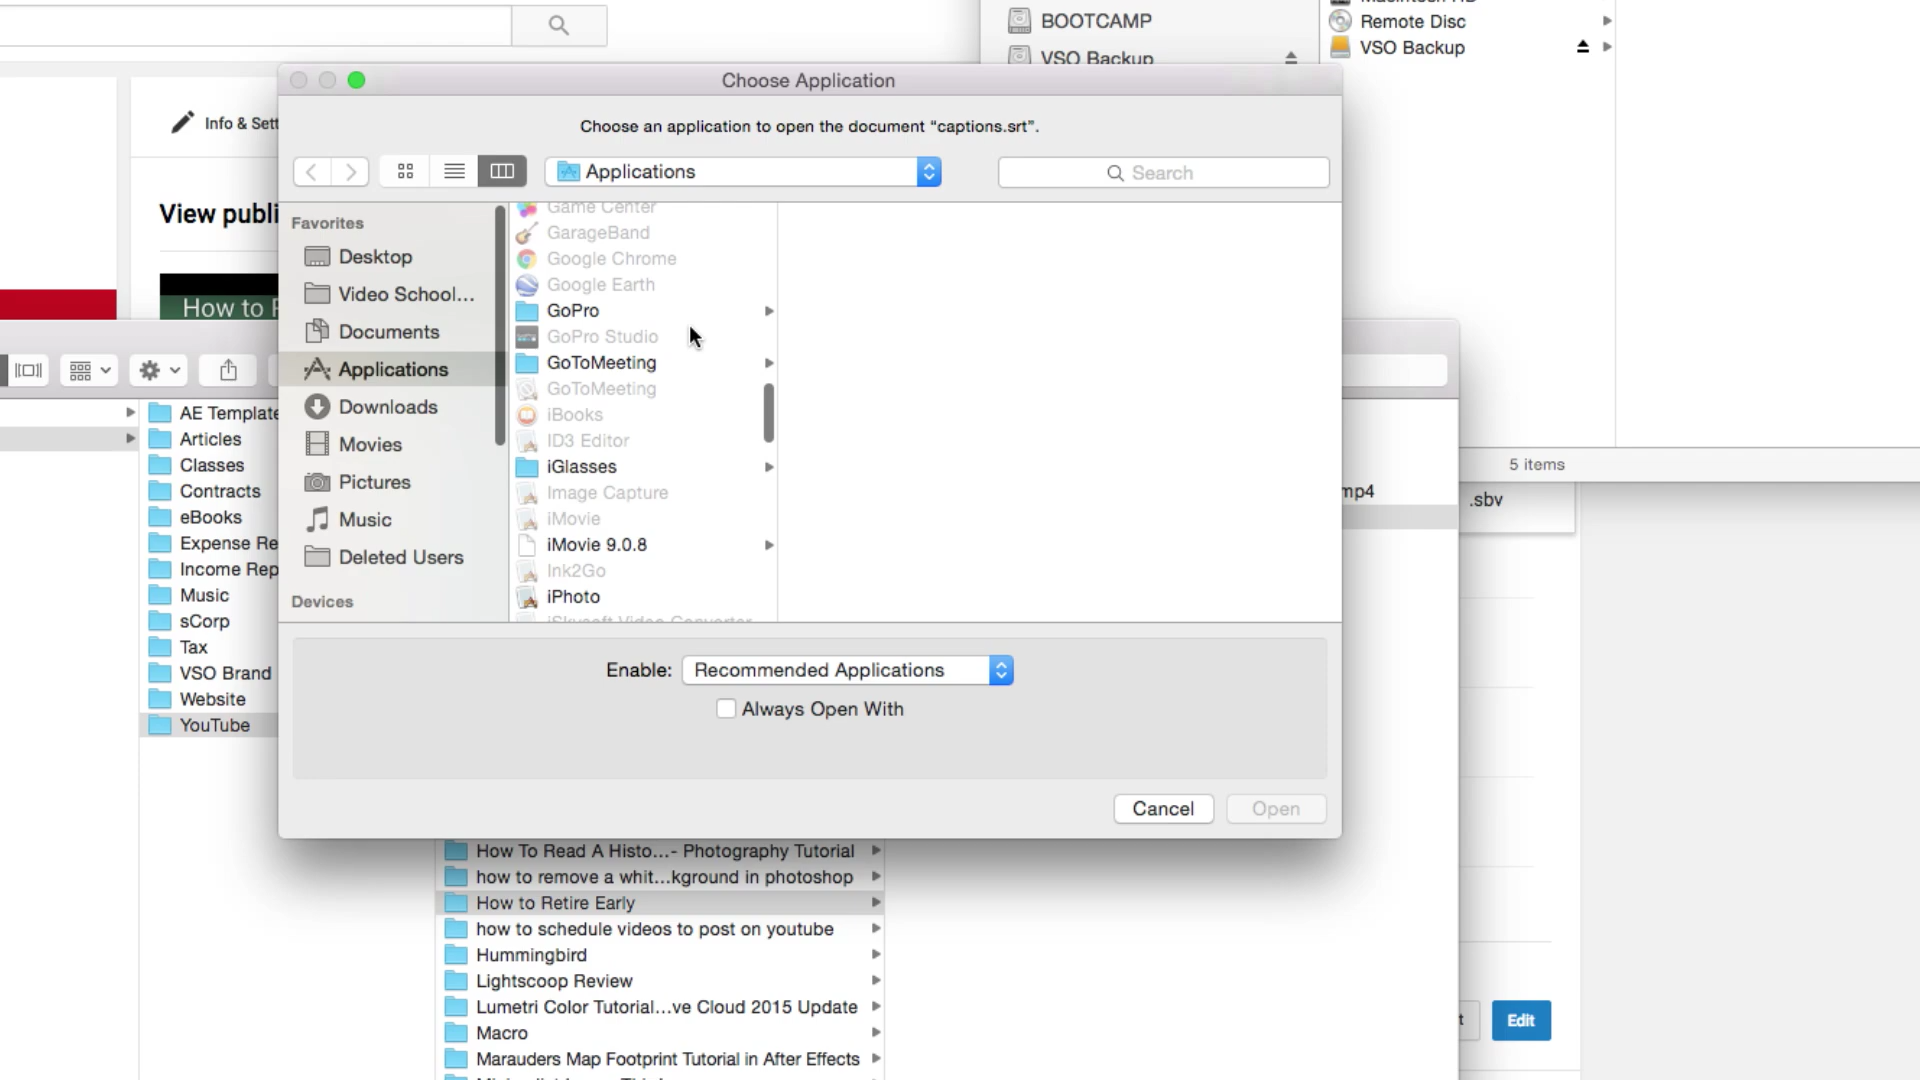 BOOTCAMP
VSO Backup
Remote Disc
VSO Backup
Choose Application
Info & Sett
Choose an application to open the document “captions.srt”.
Applications
Search
View publi
How to
Favorites
Desktop
Video School...
Documents
Applications
Downloads
Movies
Pictures
Music
Deleted Users
Devices
Game Center
GarageBand
Google Chrome
Google Earth
GoPro
GoPro Studio
GoToMeeting
GoToMeeting
iBooks
ID3 Editor
iGlasses
Image Capture
iMovie
iMovie 9.0.8
Ink2Go
iPhoto
iSkysoft Video Converter
AE Template
Articles
Classes
Contracts
eBooks
Expense Re
Income Rep
Music
sCorp
Tax
VSO Brand
Website
YouTube
5 items
mp4
.sbv
Enable: Recommended Applications
Always Open With
Cancel
Open
How To Read A Histo...- Photography Tutorial
how to remove a whit...kground in photoshop
How to Retire Early
how to schedule videos to post on youtube
Hummingbird
Lightscoop Review
Lumetri Color Tutorial...ve Cloud 2015 Update
Macro
Marauders Map Footprint Tutorial in After Effects
t
Edit